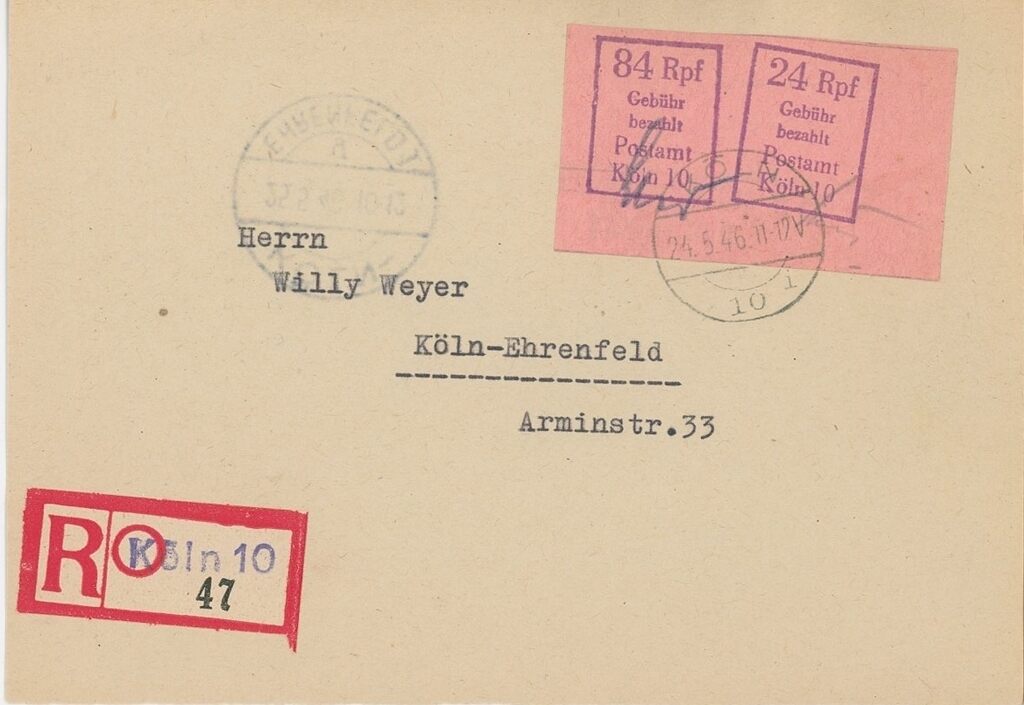 84 Rpf
Gebühr
bezahlt
Postamt
Köln 10
24 Rpf
Gebühr
bezahlt
Postamt
Köln 10
24.5.46.11-12V
10 i
Herrn
Willy Weyer
Köln-Ehrenfeld
Arminstr.33
R Köln 10
47